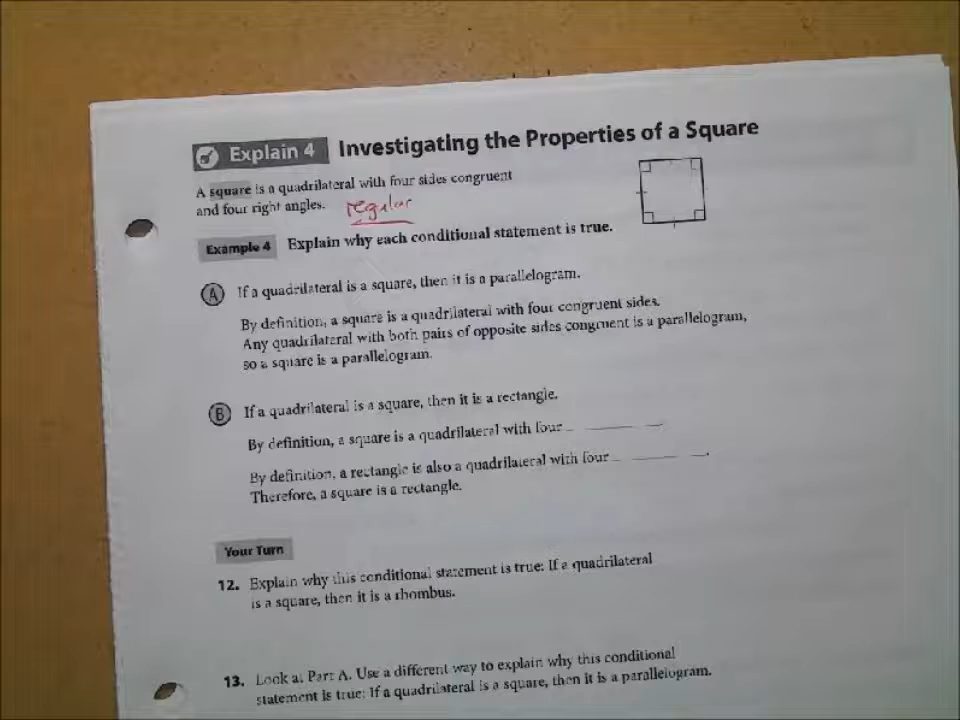 Explain 4 Investigating the Properties of a Square
A square is a quadrilateral with four sides congruent
and four right angles. regular
Example 4 Explain why each conditional statement is true.
A If a quadrilateral is a square, then it is a parallelogram.
By definition, a square is a quadrilateral with four congruent sides.
Any quadrilateral with both pairs of opposite sides congruent is a parallelogram,
so a square is a parallelogram.
B If a quadrilateral is a square, then it is a rectangle.
By definition, a square is a quadrilateral with four
By definition, a rectangle is also a quadrilateral with four .
Therefore, a square is a rectangle.
Your Turn
12. Explain why this conditional statement is true: If a quadrilateral
is a square, then it is a rhombus.
13. Look at Part A. Use a different way to explain why this conditional
statement is true: If a quadrilateral is a square, then it is a parallelogram.